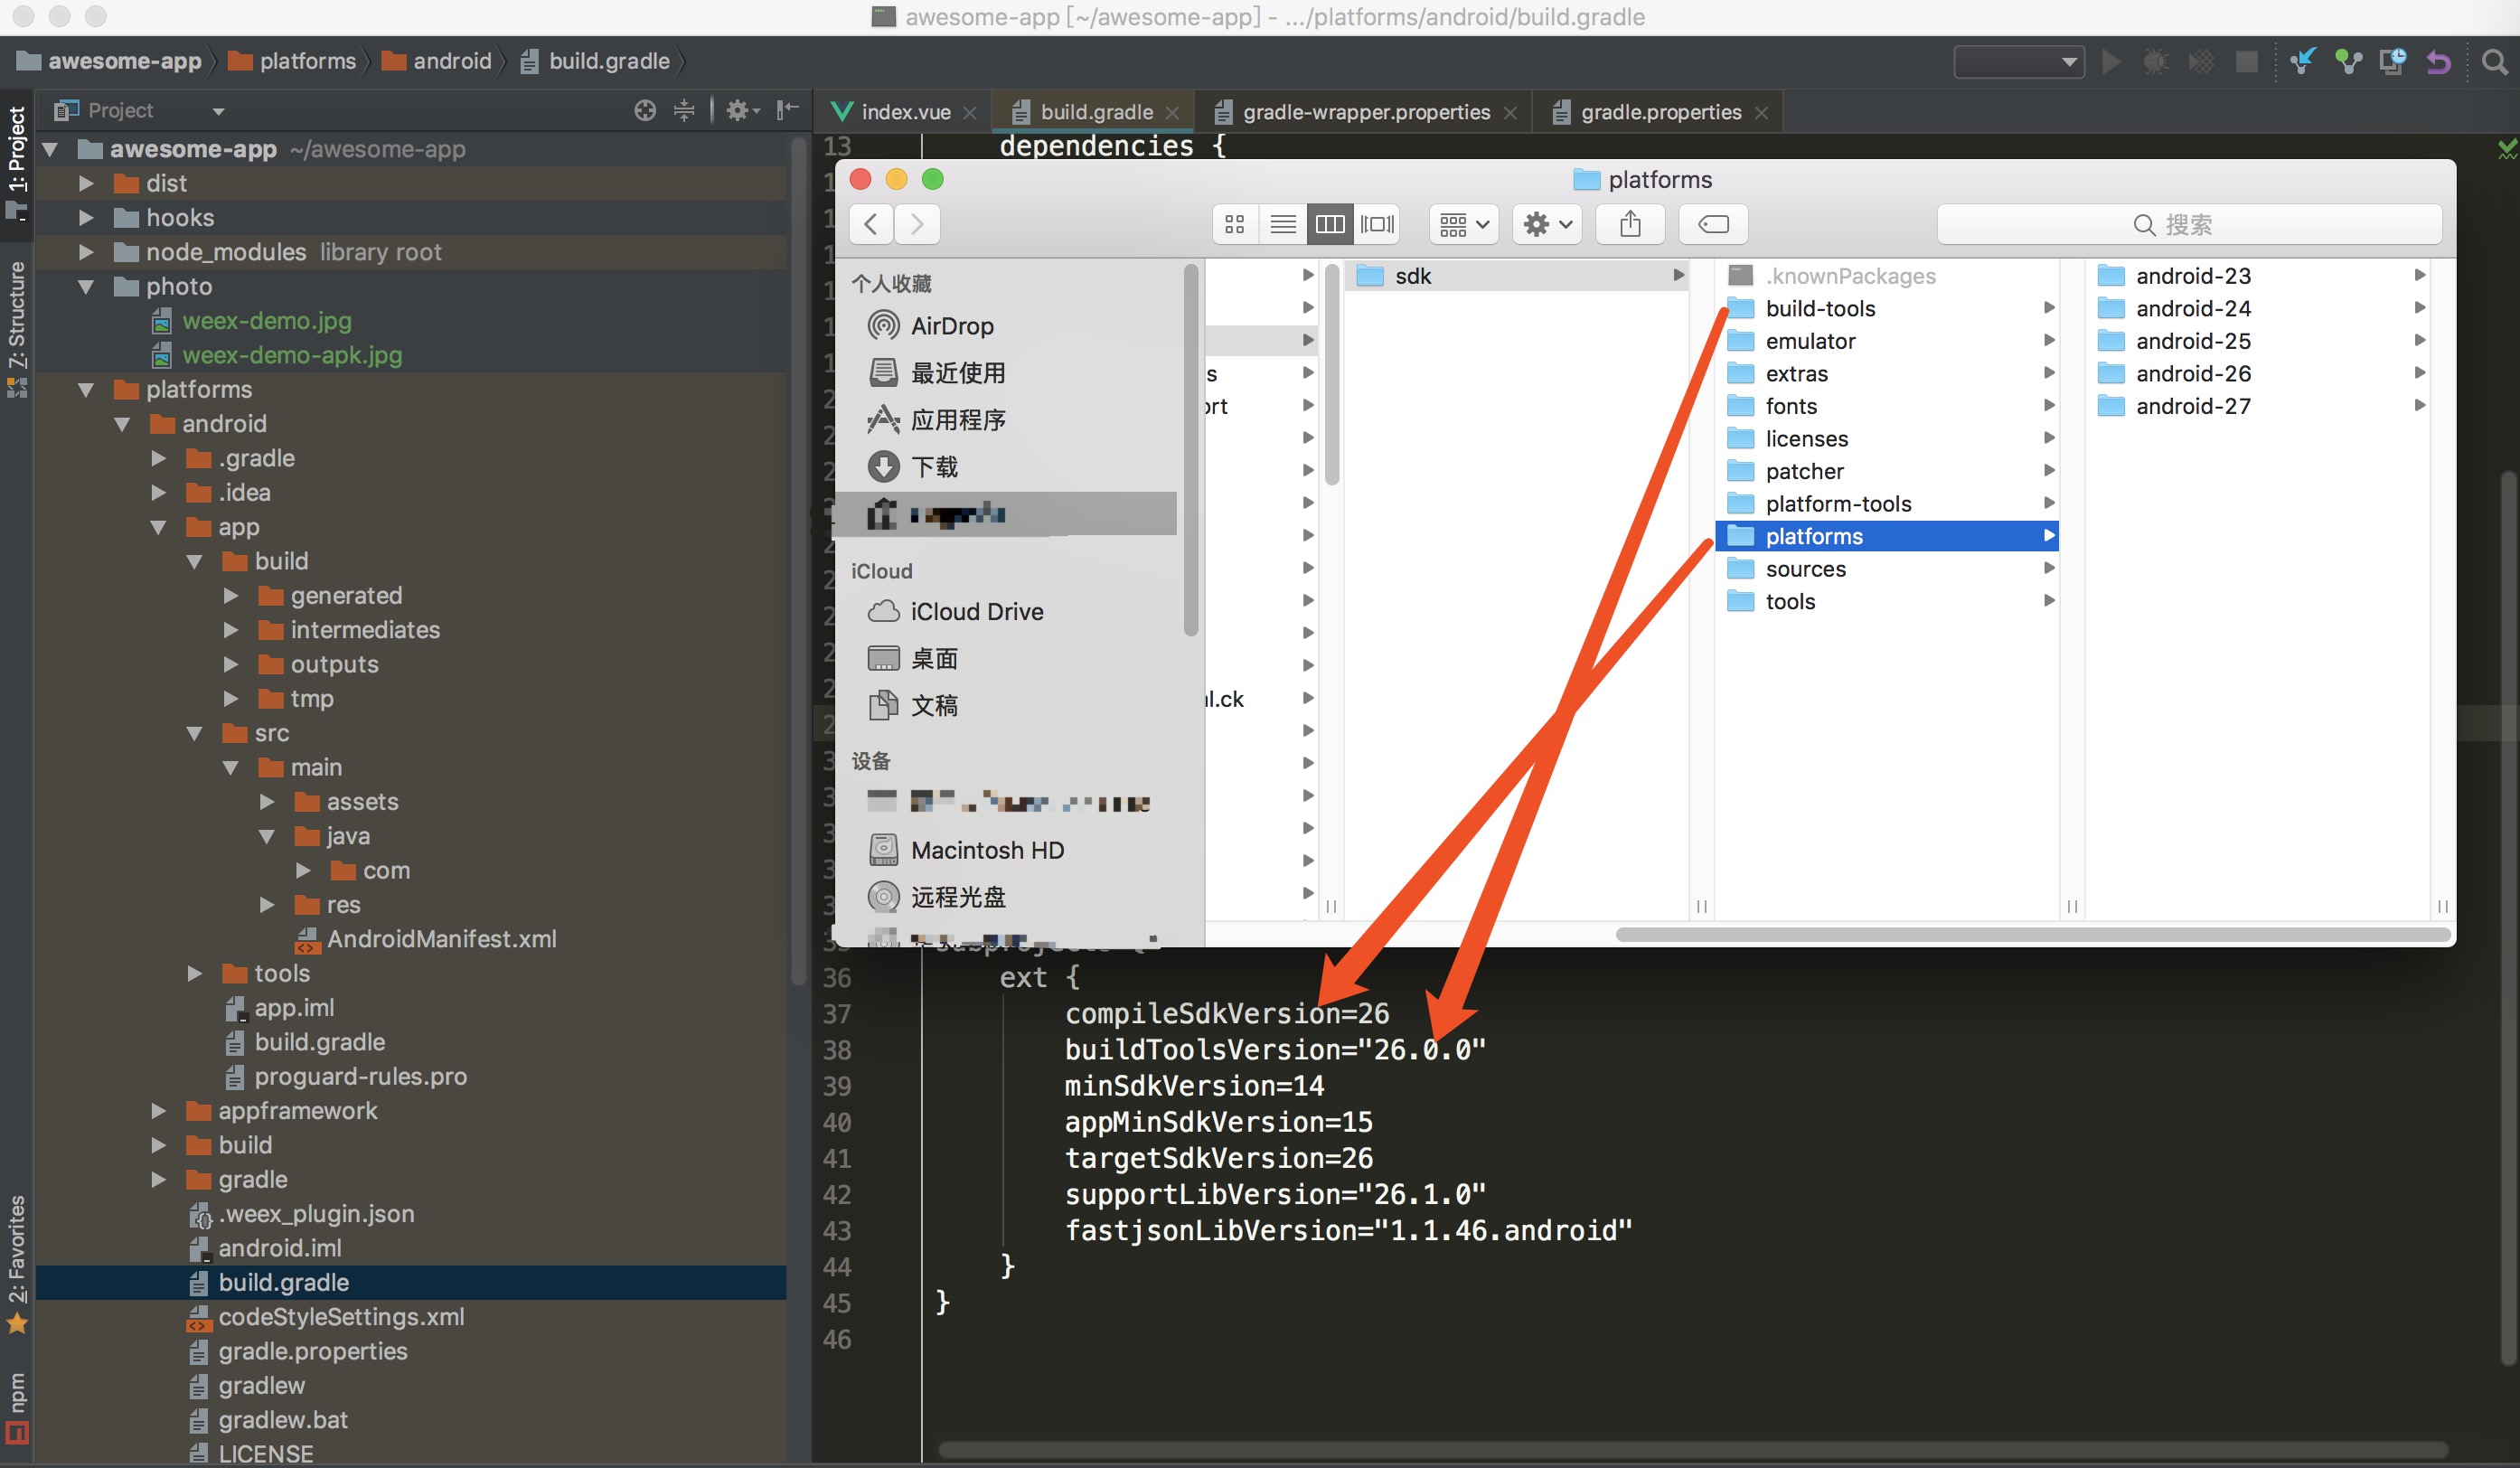 awesome-app [~/awesome-app] - .../platforms/android/build.gradle
awesome-app platforms android build.gradle
Project
index.vue
build.gradle
gradle-wrapper.properties
gradle.properties
1: Project
7: Structure
2: Favorites
npm
awesome-app ~/awesome-app
dist
hooks
node_modules library root
photo
weex-demo.jpg
weex-demo-apk.jpg
platforms
android
.gradle
.idea
app
build
generated
intermediates
outputs
tmp
src
main
assets
java
com
res
AndroidManifest.xml
tools
app.iml
build.gradle
proguard-rules.pro
appframework
build
gradle
.weex_plugin.json
android.iml
build.gradle
codeStyleSettings.xml
gradle.properties
gradlew
gradlew.bat
LICENSE
13 dependencies {
platforms
搜索
个人收藏
AirDrop
最近使用
应用程序
下载
iCloud
iCloud Drive
桌面
文稿
设备
Macintosh HD
远程光盘
sdk
.knownPackages
build-tools
emulator
extras
fonts
licenses
patcher
platform-tools
platforms
sources
tools
android-23
android-24
android-25
android-26
android-27
36 ext {
37 compileSdkVersion=26
38 buildToolsVersion="26.0.0"
39 minSdkVersion=14
40 appMinSdkVersion=15
41 targetSdkVersion=26
42 supportLibVersion="26.1.0"
43 fastjsonLibVersion="1.1.46.android"
44 }
45 }
46